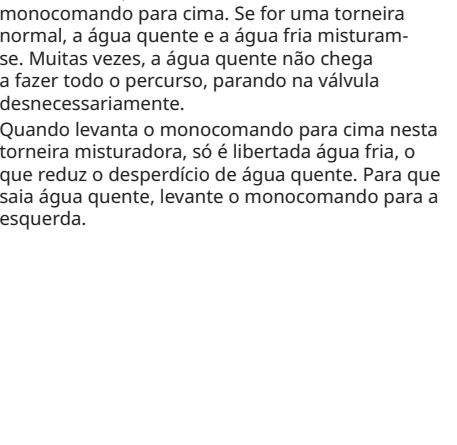 monocomando para cima. Se for uma torneira
normal, a água quente e a água fria misturam-
se. Muitas vezes, a água quente não chega
a fazer todo o percurso, parando na válvula
desnecessariamente.
Quando levanta o monocomando para cima nesta
torneira misturadora, só é libertada água fria, o
que reduz o desperdício de água quente. Para que
saia água quente, levante o monocomando para a
esquerda.